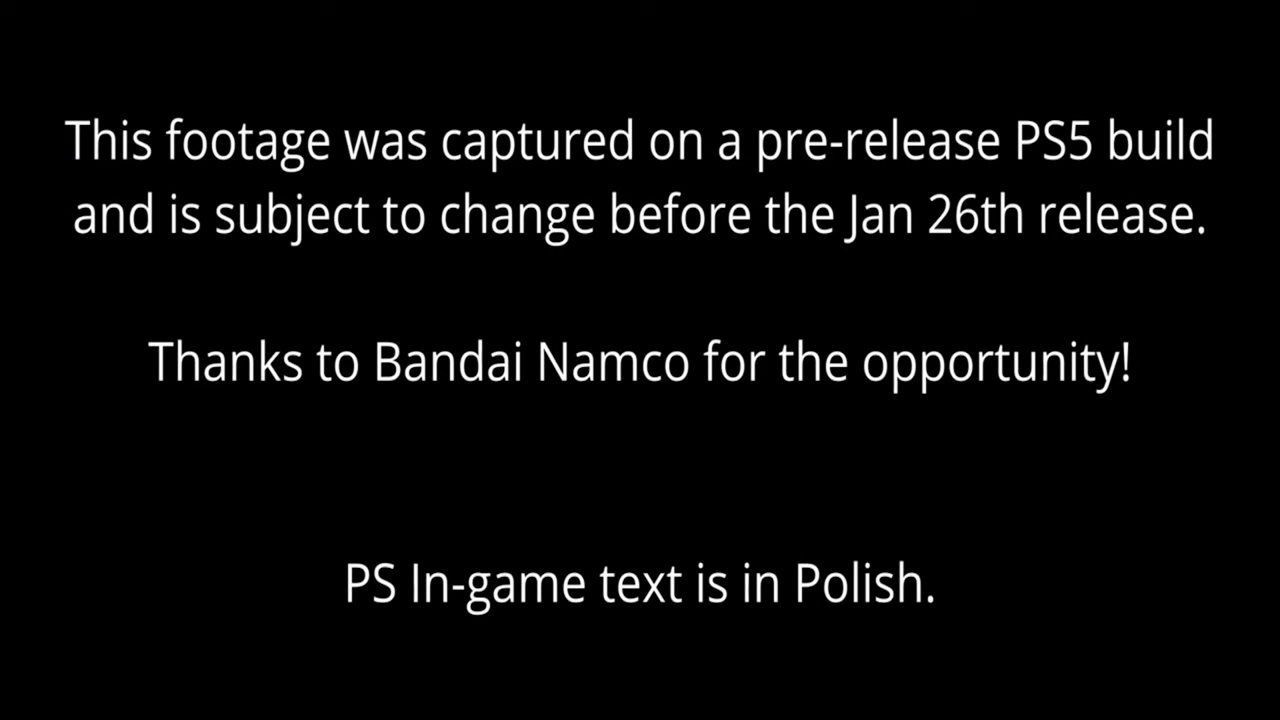 This footage was captured on a pre-release PS5 build
and is subject to change before the Jan 26th release.
Thanks to Bandai Namco for the opportunity!
PS In-game text is in Polish.